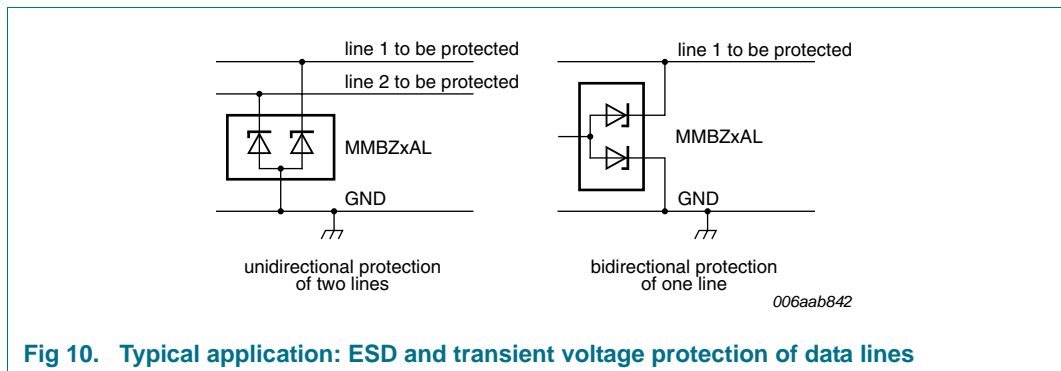 line 1 to be protected
line 2 to be protected
MMBZxAL
GND
unidirectional protection
of two lines
line 1 to be protected
MMBZxAL
GND
bidirectional protection
of one line
006aab842
Fig 10. Typical application: ESD and transient voltage protection of data lines